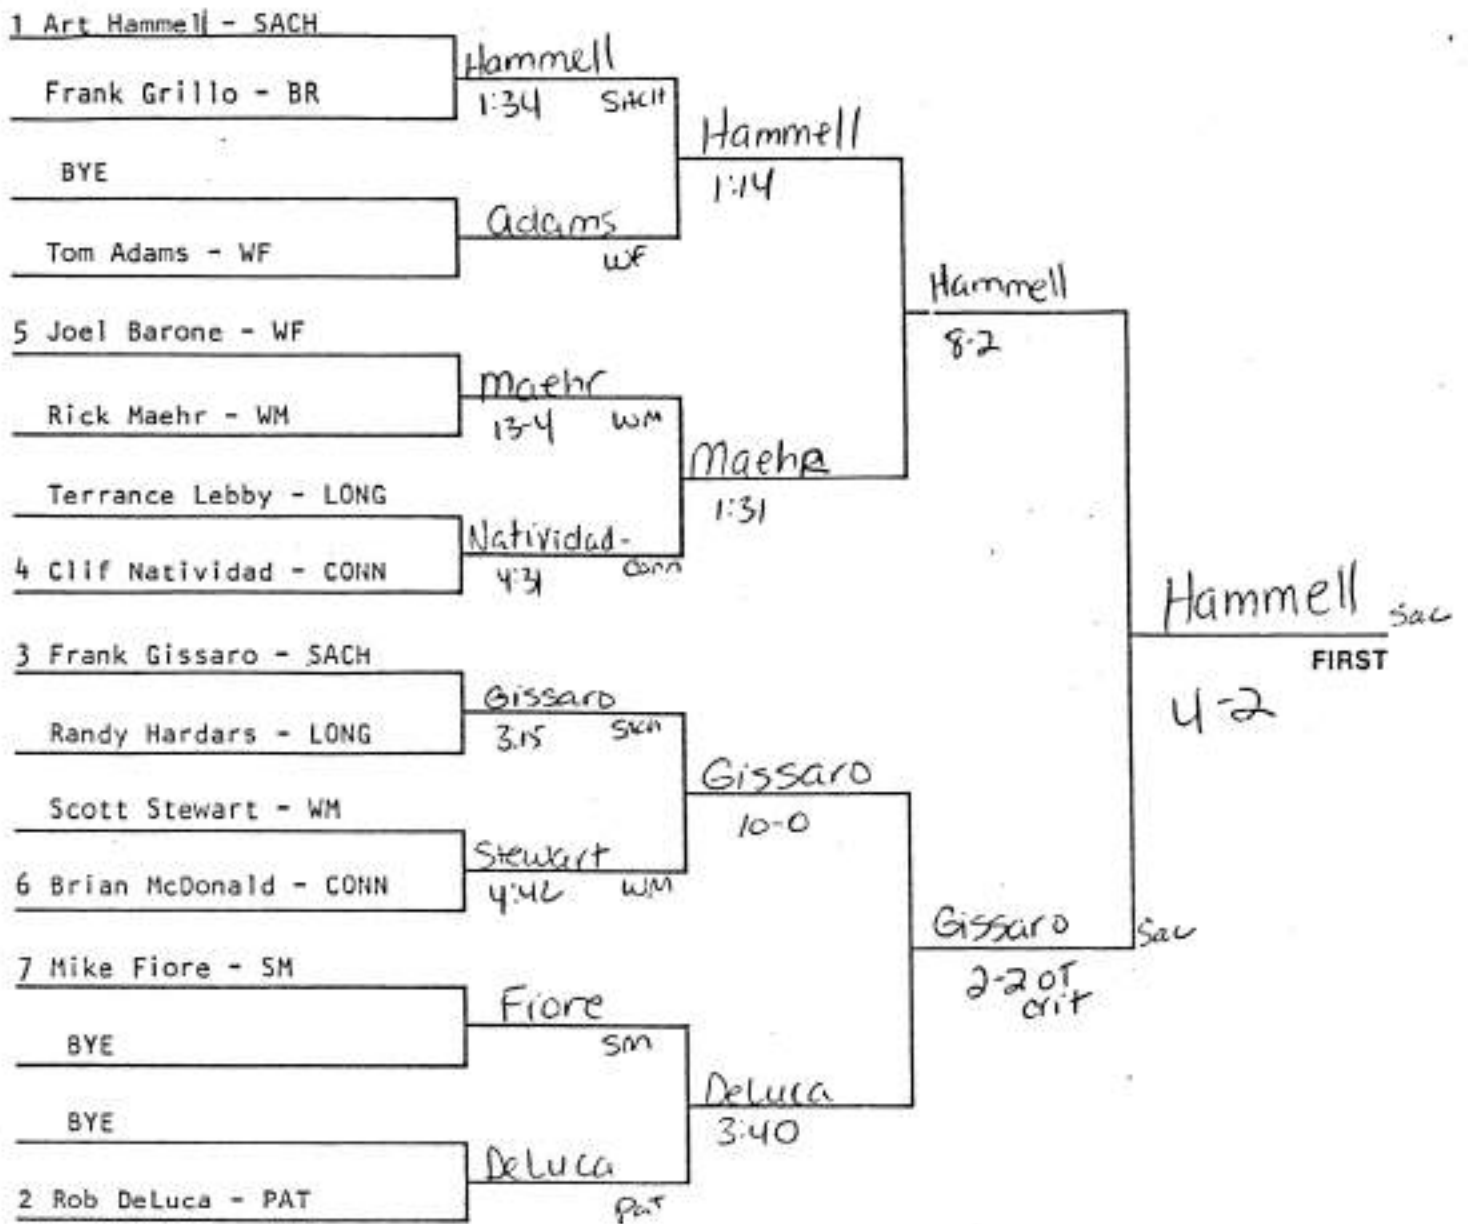 1 Art Hammell - SACH
Frank Grillo - BR
BYE
Tom Adams - WF
5 Joel Barone - WF
Rick Maehr - WM
Terrance Lebby - LONG
4 Clif Natividad - CONN
3 Frank Gissaro - SACH
Randy Hardars - LONG
Scott Stewart - WM
6 Brian McDonald - CONN
7 Mike Fiore - SM
BYE
BYE
2 Rob DeLuca - PAT
Hammell
1:34 SACH
Adams
WF
Maehr
13-4 WM
Natividad-
4:31 Conn
Gissaro
3.15 Sach
Stewart
4:42 WM
Fiore
SM
DeLuca
Pat
Hammell
1:14
Maehr
1:31
Gissaro
10-0
DeLuca
3:40
Hammell
8-2
Gissaro Sac
2-2 OT
crit
Hammell Sac
FIRST
4-2